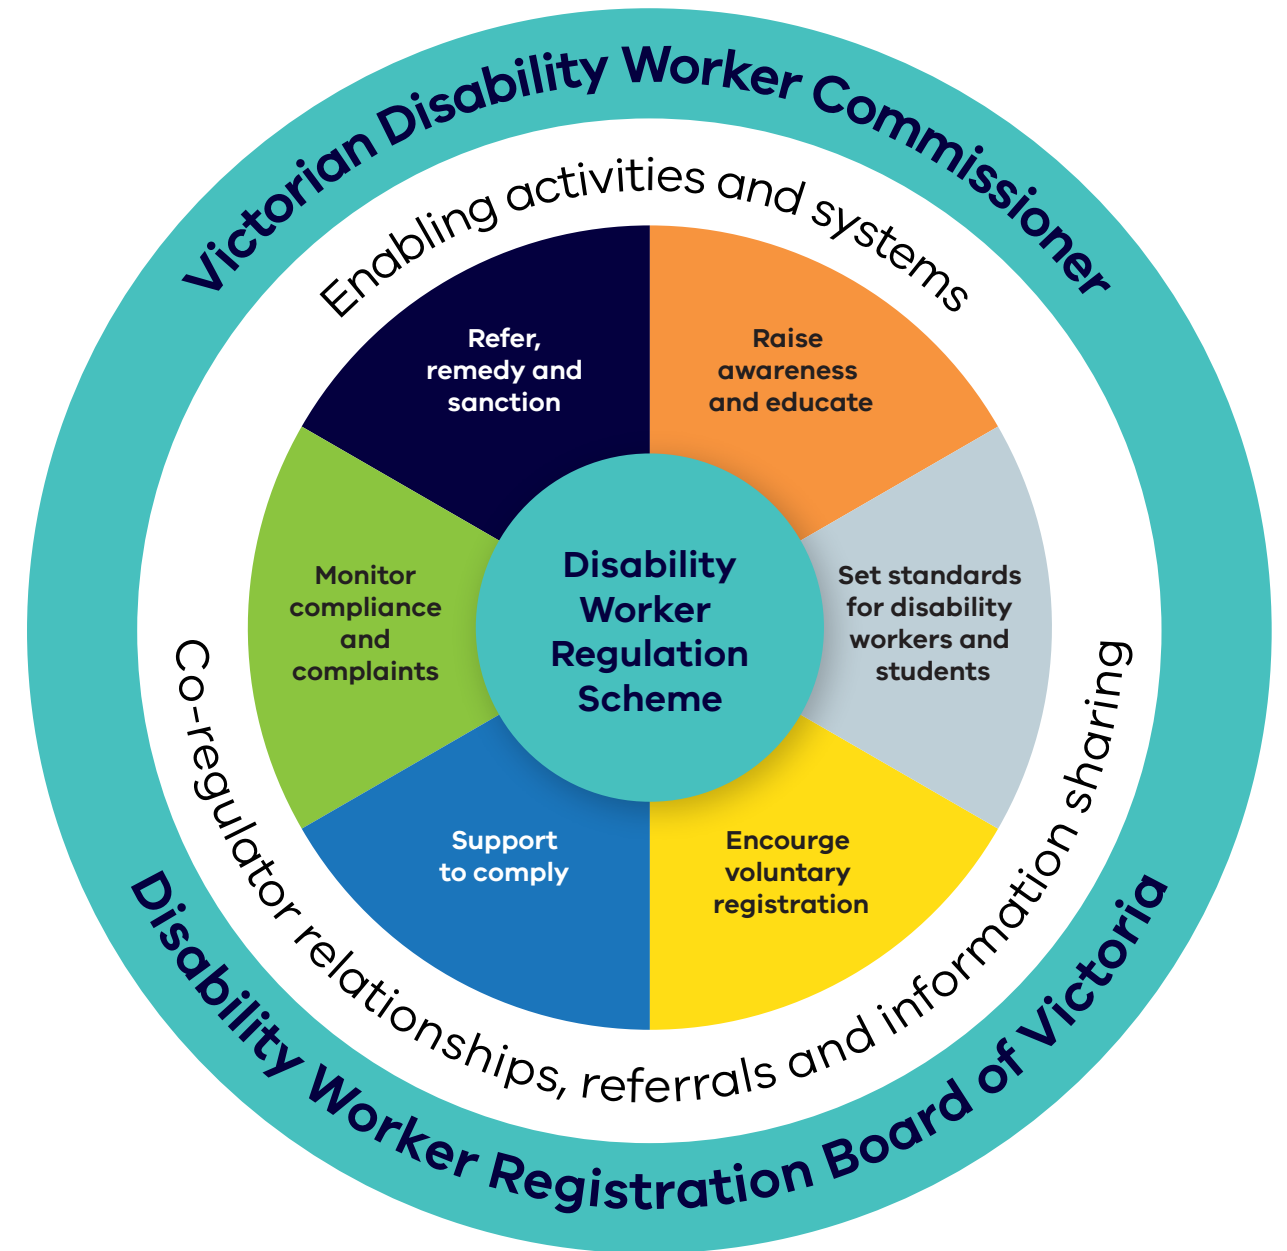 Victorian Disability Worker Commissioner
Enabling activities and systems
Refer,
remedy and
sanction
Raise
awareness
and educate
Monitor
compliance
and
complaints
Disability
Worker
Regulation
Scheme
Set standards
for disability
workers and
students
Support
to comply
Encourge
voluntary
registration
Co-regulator relationships, referrals and information sharing
Disability Worker Registration Board of Victoria